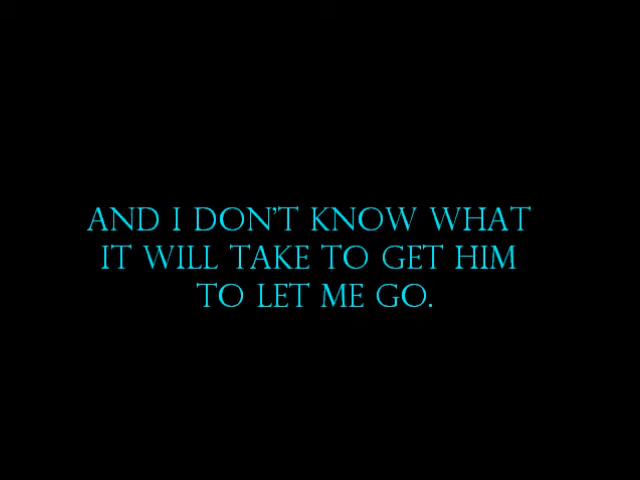 AND I DON'T KNOW WHAT
IT WILL TAKE TO GET HIM
TO LET ME GO.